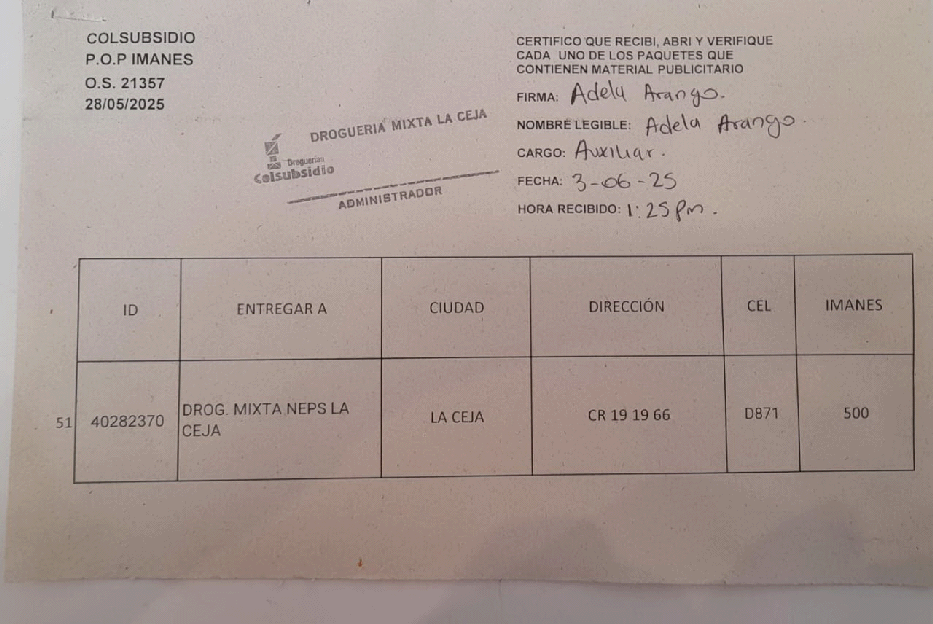 COLSUBSIDIO
P.O.P IMANES
O.S. 21357
28/05/2025
CERTIFICO QUE RECIBI, ABRI Y VERIFIQUE
CADA UNO DE LOS PAQUETES QUE
CONTIENEN MATERIAL PUBLICITARIO
FIRMA: Adela Arango.
NOMBRE LEGIBLE: Adela Arango.
CARGO: Auxiliar.
FECHA: 3-06-25
HORA RECIBIDO: 1:25 pm.
DROGUERIA MIXTA LA CEJA
Droguerías
Colsubsidio
ADMINISTRADOR
ID ENTREGAR A CIUDAD DIRECCIÓN CEL IMANES
51 40282370 DROG. MIXTA NEPS LA CEJA LA CEJA CR 19 19 66 D871 500